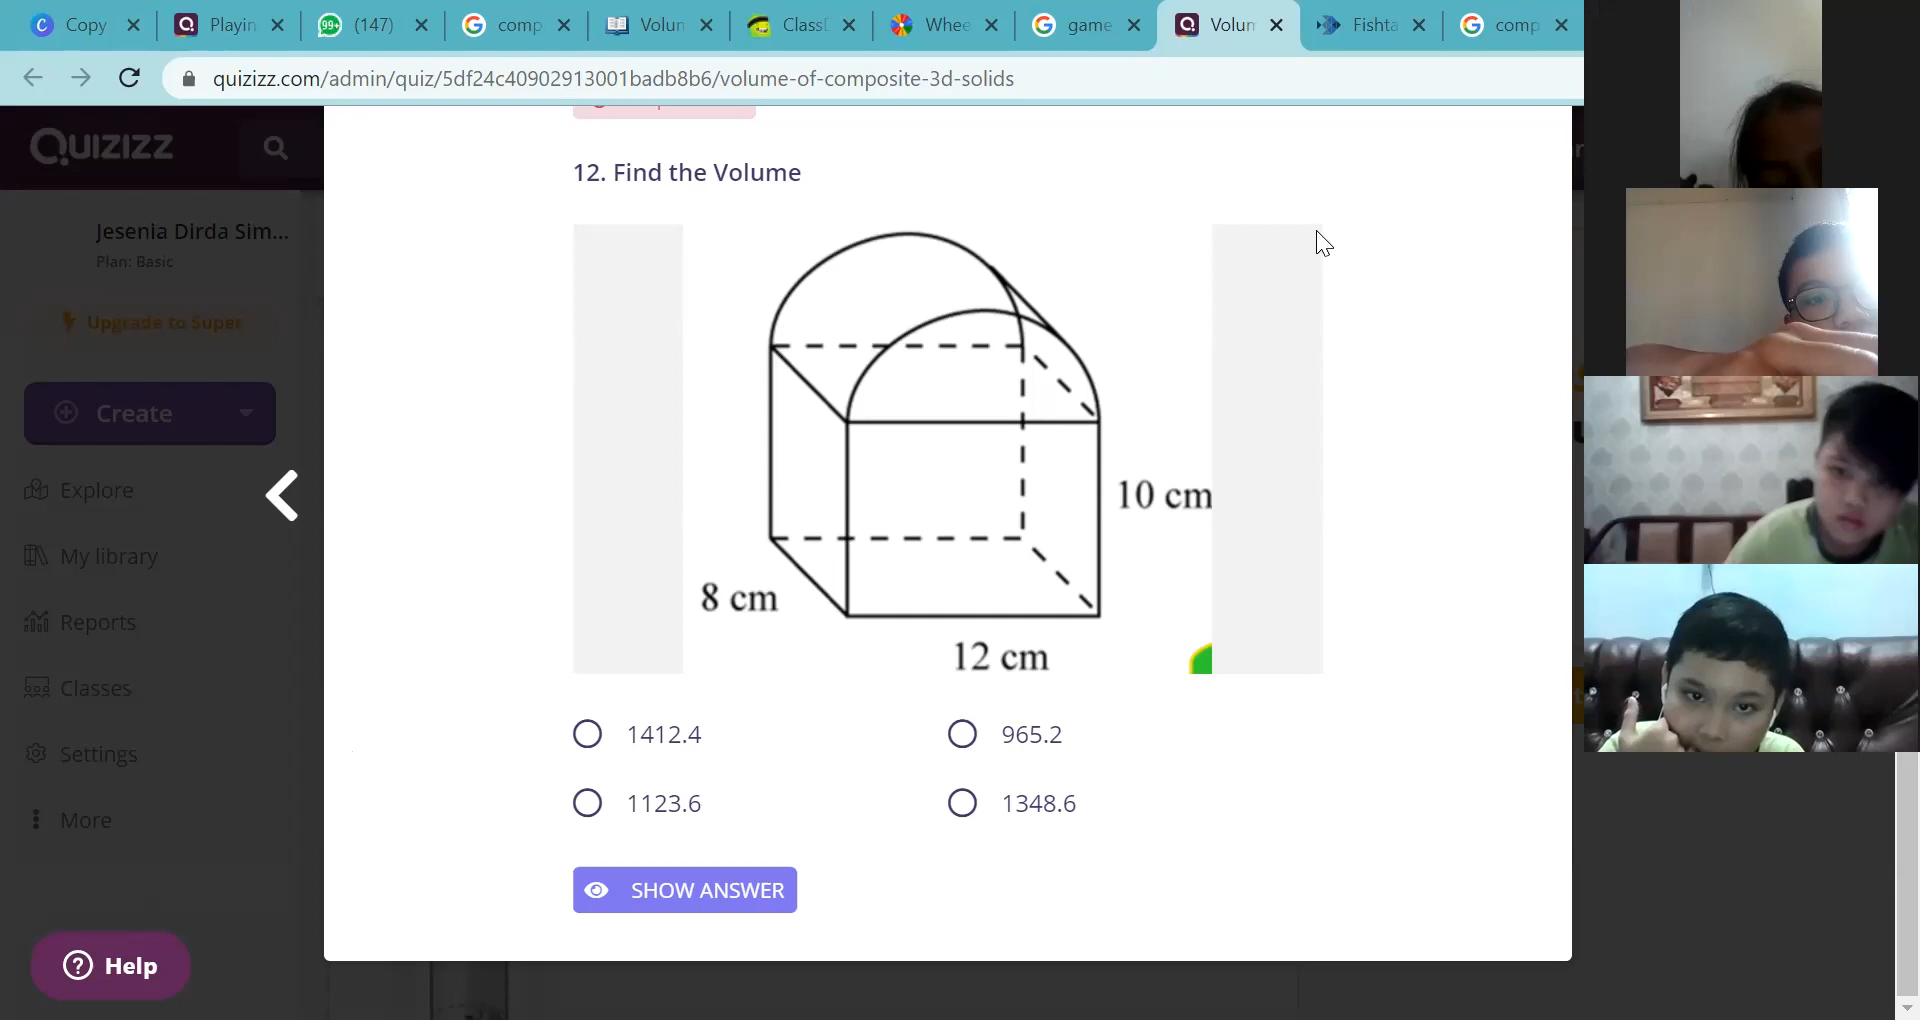 Copy
Playin
(147)
comp
Volun
ClassD
Whee
game
Volun
Fishta
comp
quizizz.com/admin/quiz/5df24c40902913001badb8b6/volume-of-composite-3d-solids
QUIZIZZ
Jesenia Dirda Sim...
Plan: Basic
Upgrade to Super
Create
Explore
My library
Reports
Classes
Settings
More
Help
12. Find the Volume
10 cm
8 cm
12 cm
1412.4
965.2
1123.6
1348.6
SHOW ANSWER